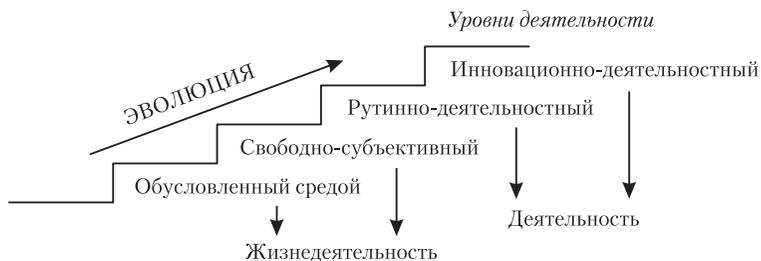 Уровни деятельности
Инновационно-деятельностный
ЭВОЛЮЦИЯ
Рутинно-деятельностный
Свободно-субъективный
Обусловленный средой
Деятельность
Жизнедеятельность